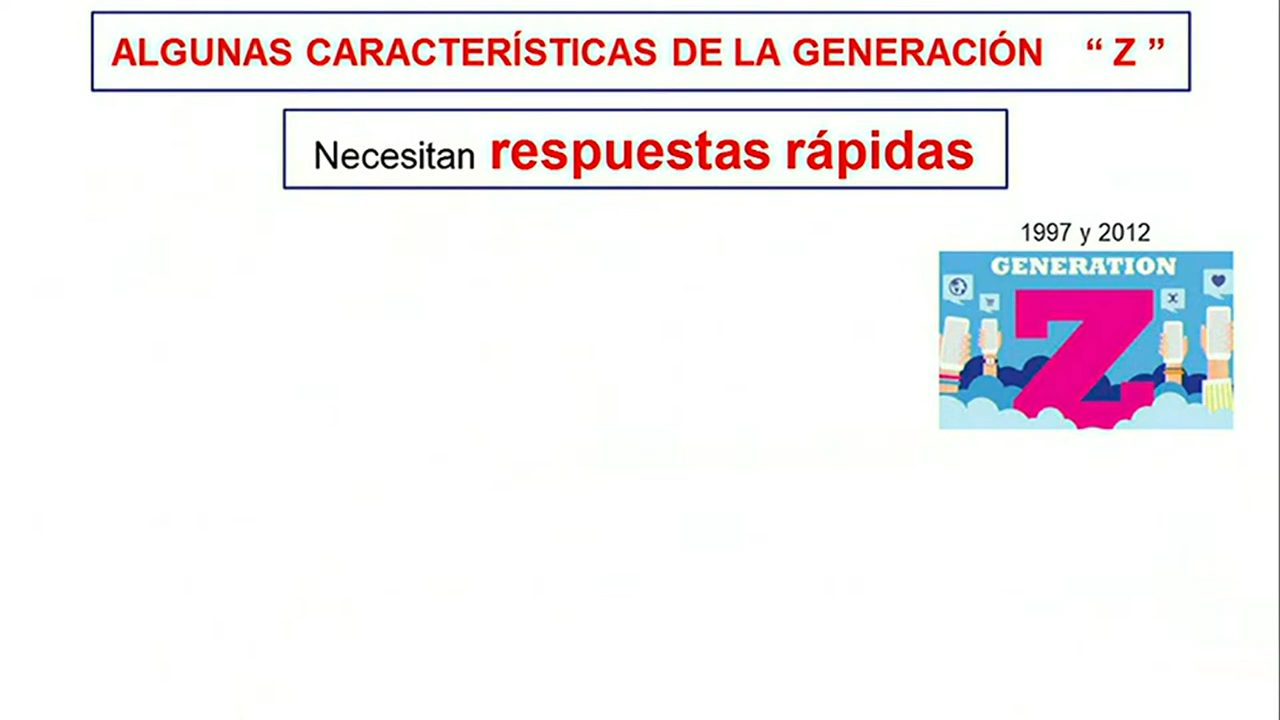 ALGUNAS CARACTERÍSTICAS DE LA GENERACIÓN “ Z ”
Necesitan respuestas rápidas
1997 y 2012
GENERATION
Z